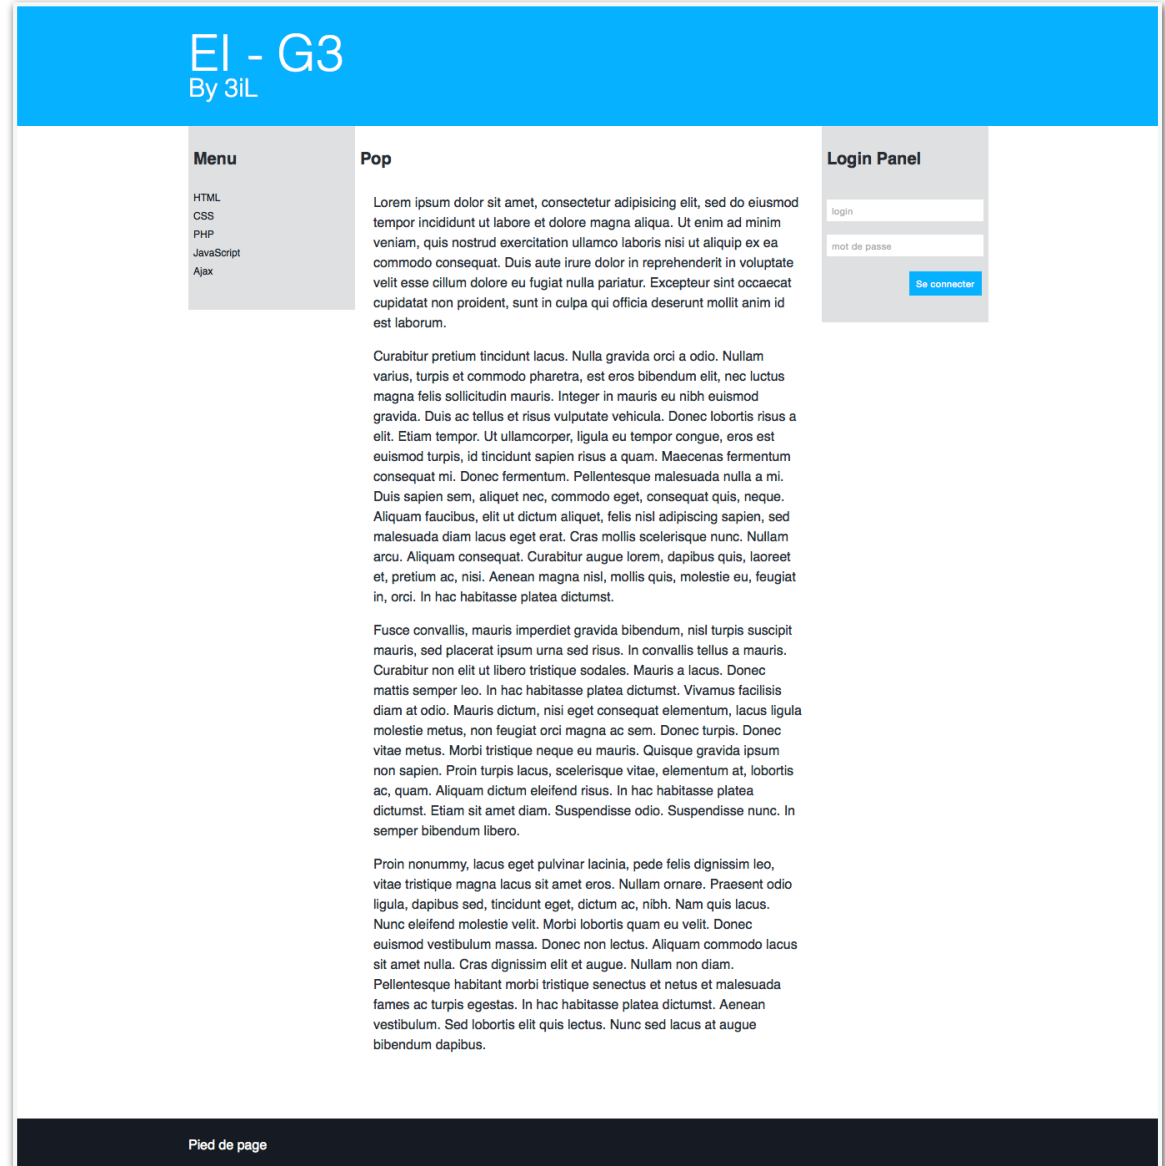 EI - G3
By 3iL
Menu
HTML
CSS
PHP
JavaScript
Ajax
Pop
Lorem ipsum dolor sit amet, consectetur adipisicing elit, sed do eiusmod
tempor incididunt ut labore et dolore magna aliqua. Ut enim ad minim
veniam, quis nostrud exercitation ullamco laboris nisi ut aliquip ex ea
commodo consequat. Duis aute irure dolor in reprehenderit in voluptate
velit esse cillum dolore eu fugiat nulla pariatur. Excepteur sint occaecat
cupidatat non proident, sunt in culpa qui officia deserunt mollit anim id
est laborum.
Curabitur pretium tincidunt lacus. Nulla gravida orci a odio. Nullam
varius, turpis et commodo pharetra, est eros bibendum elit, nec luctus
magna felis sollicitudin mauris. Integer in mauris eu nibh euismod
gravida. Duis ac tellus et risus vulputate vehicula. Donec lobortis risus a
elit. Etiam tempor. Ut ullamcorper, ligula eu tempor congue, eros est
euismod turpis, id tincidunt sapien risus a quam. Maecenas fermentum
consequat mi. Donec fermentum. Pellentesque malesuada nulla a mi.
Duis sapien sem, aliquet nec, commodo eget, consequat quis, neque.
Aliquam faucibus, elit ut dictum aliquet, felis nisl adipiscing sapien, sed
malesuada diam lacus eget erat. Cras mollis scelerisque nunc. Nullam
arcu. Aliquam consequat. Curabitur augue lorem, dapibus quis, laoreet
et, pretium ac, nisi. Aenean magna nisl, mollis quis, molestie eu, feugiat
in, orci. In hac habitasse platea dictumst.
Fusce convallis, mauris imperdiet gravida bibendum, nisl turpis suscipit
mauris, sed placerat ipsum urna sed risus. In convallis tellus a mauris.
Curabitur non elit ut libero tristique sodales. Mauris a lacus. Donec
mattis semper leo. In hac habitasse platea dictumst. Vivamus facilisis
diam at odio. Mauris dictum, nisi eget consequat elementum, lacus ligula
molestie metus, non feugiat orci magna ac sem. Donec turpis. Donec
vitae metus. Morbi tristique neque eu mauris. Quisque gravida ipsum
non sapien. Proin turpis lacus, scelerisque vitae, elementum at, lobortis
ac, quam. Aliquam dictum eleifend risus. In hac habitasse platea
dictumst. Etiam sit amet diam. Suspendisse odio. Suspendisse nunc. In
semper bibendum libero.
Proin nonummy, lacus eget pulvinar lacinia, pede felis dignissim leo,
vitae tristique magna lacus sit amet eros. Nullam ornare. Praesent odio
ligula, dapibus sed, tincidunt eget, dictum ac, nibh. Nam quis lacus.
Nunc eleifend molestie velit. Morbi lobortis quam eu velit. Donec
euismod vestibulum massa. Donec non lectus. Aliquam commodo lacus
sit amet nulla. Cras dignissim elit et augue. Nullam non diam.
Pellentesque habitant morbi tristique senectus et netus et malesuada
fames ac turpis egestas. In hac habitasse platea dictumst. Aenean
vestibulum. Sed lobortis elit quis lectus. Nunc sed lacus at augue
bibendum dapibus.
Login Panel
login
mot de passe
Se connecter
Pied de page